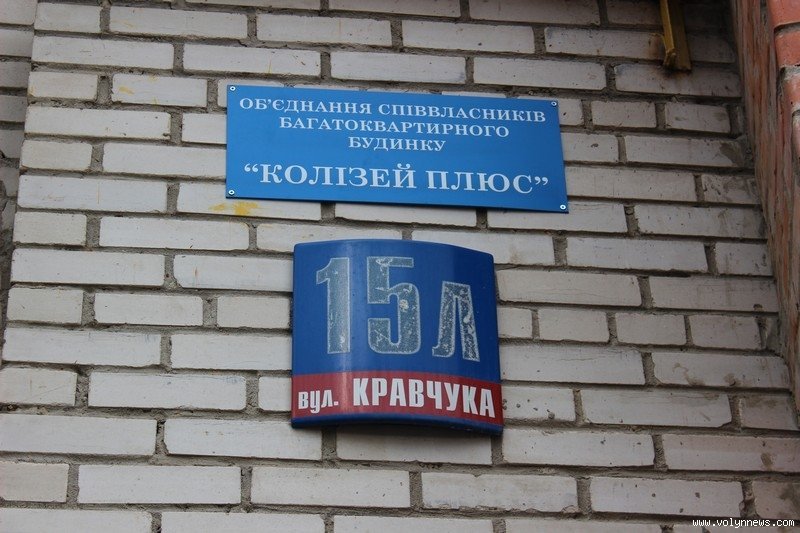 ОБ'ЄДНАННЯ СПІВВЛАСНИКІВ
БАГАТОКВАРТИРНОГО
БУДИНКУ
“КОЛІЗЕЙ ПЛЮС”
15л
вул. КРАВЧУКА
www.volynnews.com